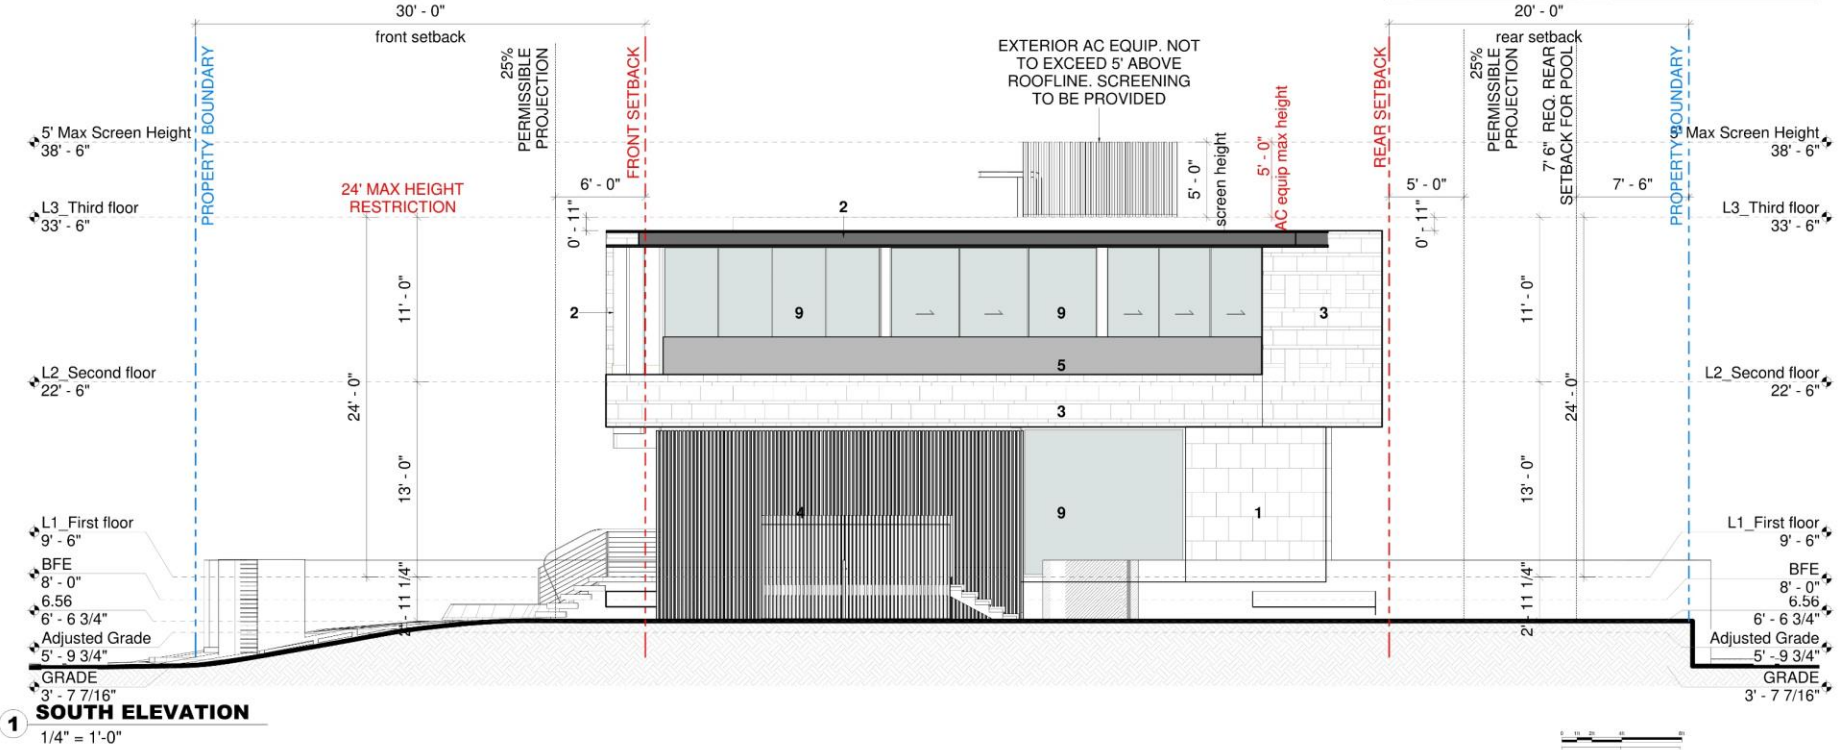 30' - 0"
front setback
20' - 0"
rear setback
PROPERTY BOUNDARY
25%
PERMISSIBLE
PROJECTION
FRONT SETBACK
EXTERIOR AC EQUIP. NOT
TO EXCEED 5' ABOVE
ROOFLINE. SCREENING
TO BE PROVIDED
REAR SETBACK
25%
PERMISSIBLE
PROJECTION
7' 6" REQ. REAR
SETBACK FOR POOL
PROPERTY BOUNDARY
5' Max Screen Height
38' - 6"
5' Max Screen Height
38' - 6"
24' MAX HEIGHT
RESTRICTION
6' - 0"
5' - 0"
screen height
5' - 0"
AC equip max height
5' - 0"
7' - 6"
L3_Third floor
33' - 6"
L3_Third floor
33' - 6"
0' - 11"
2
0' - 11"
11' - 0"
2
9
9
3
11' - 0"
5
L2_Second floor
22' - 6"
L2_Second floor
22' - 6"
24' - 0"
3
24' - 0"
13' - 0"
4
9
1
13' - 0"
L1_First floor
9' - 6"
L1_First floor
9' - 6"
BFE
8' - 0"
BFE
8' - 0"
6.56
6' - 6 3/4"
6.56
6' - 6 3/4"
2' - 11 1/4"
2' - 11 1/4"
Adjusted Grade
5' - 9 3/4"
Adjusted Grade
5' - 9 3/4"
GRADE
3' - 7 7/16"
GRADE
3' - 7 7/16"
1 SOUTH ELEVATION
1/4" = 1'-0"